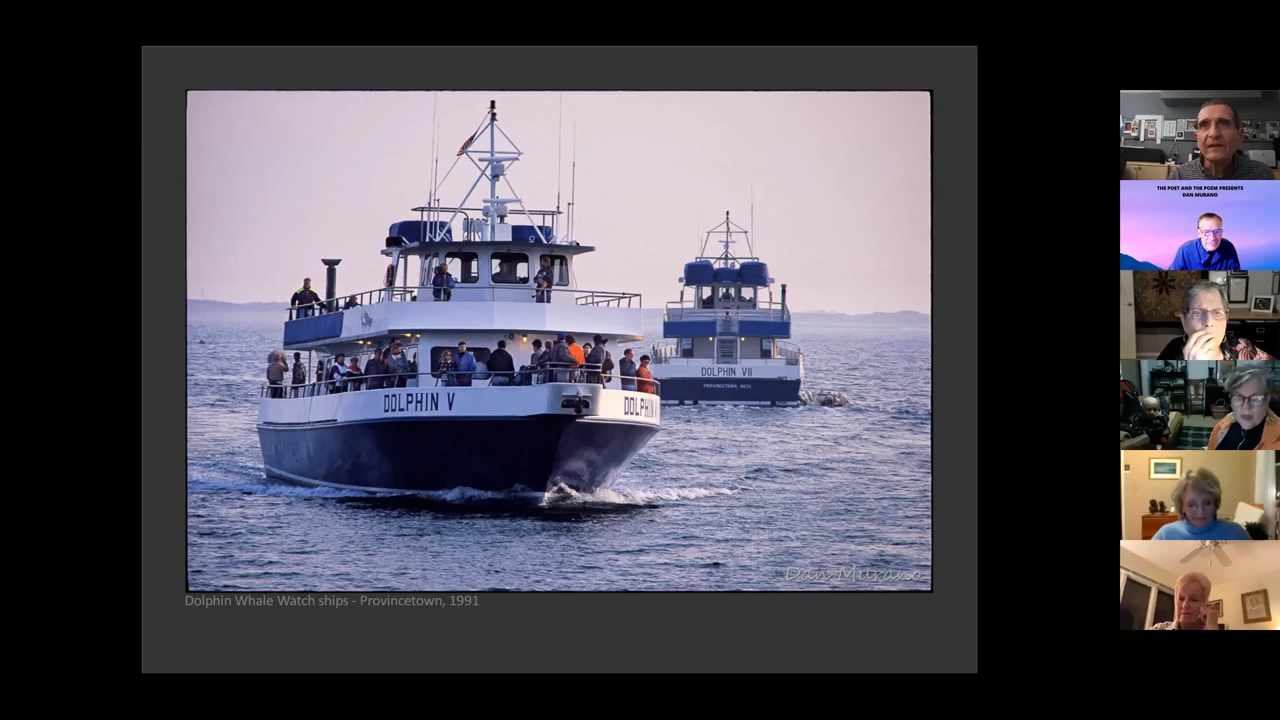 DOLPHIN V
DOLPHIN
DOLPHIN VII
PROVINCETOWN, MASS
Dan Murano
Dolphin Whale Watch ships - Provincetown, 1991
THE POET AND THE POEM PRESENTS
DAN MURANO